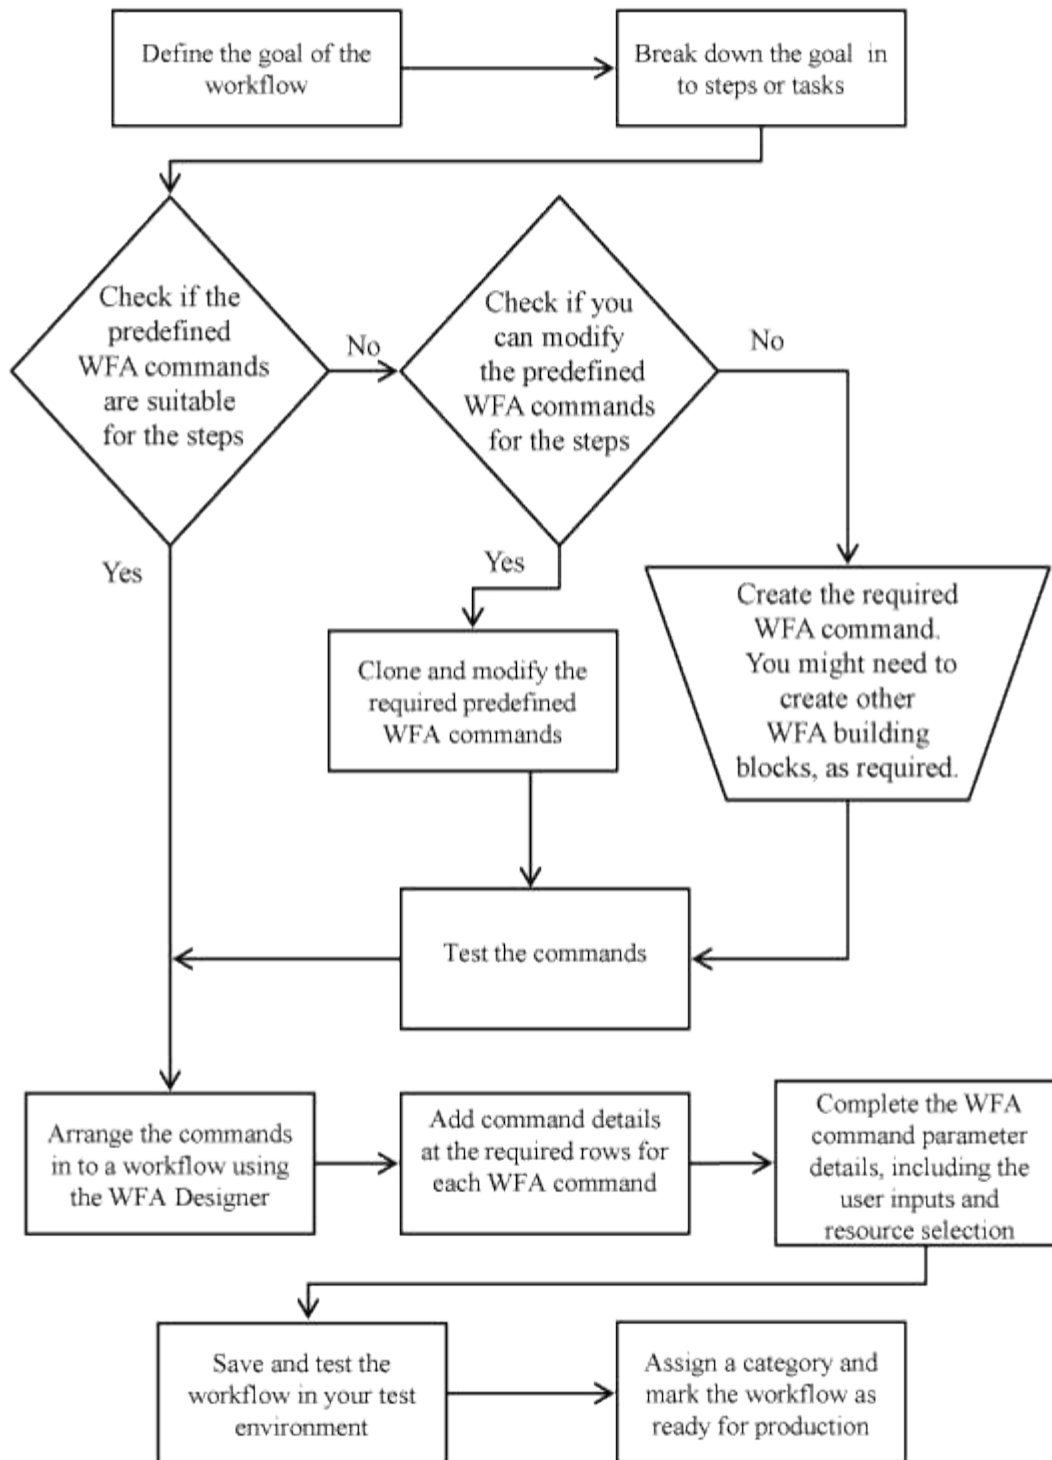 Define the goal of the
workflow
Break down the goal in
to steps or tasks
Check if the
predefined
WFA commands
are suitable
for the steps
No
Check if you
can modify
the predefined
WFA commands
for the steps
No
Yes
Yes
Clone and modify the
required predefined
WFA commands
Create the required
WFA command.
You might need to
create other
WFA building
blocks, as required.
Test the commands
Arrange the commands
in to a workflow using
the WFA Designer
Add command details
at the required rows for
each WFA command
Complete the WFA
command parameter
details, including the
user inputs and
resource selection
Save and test the
workflow in your test
environment
Assign a category and
mark the workflow as
ready for production